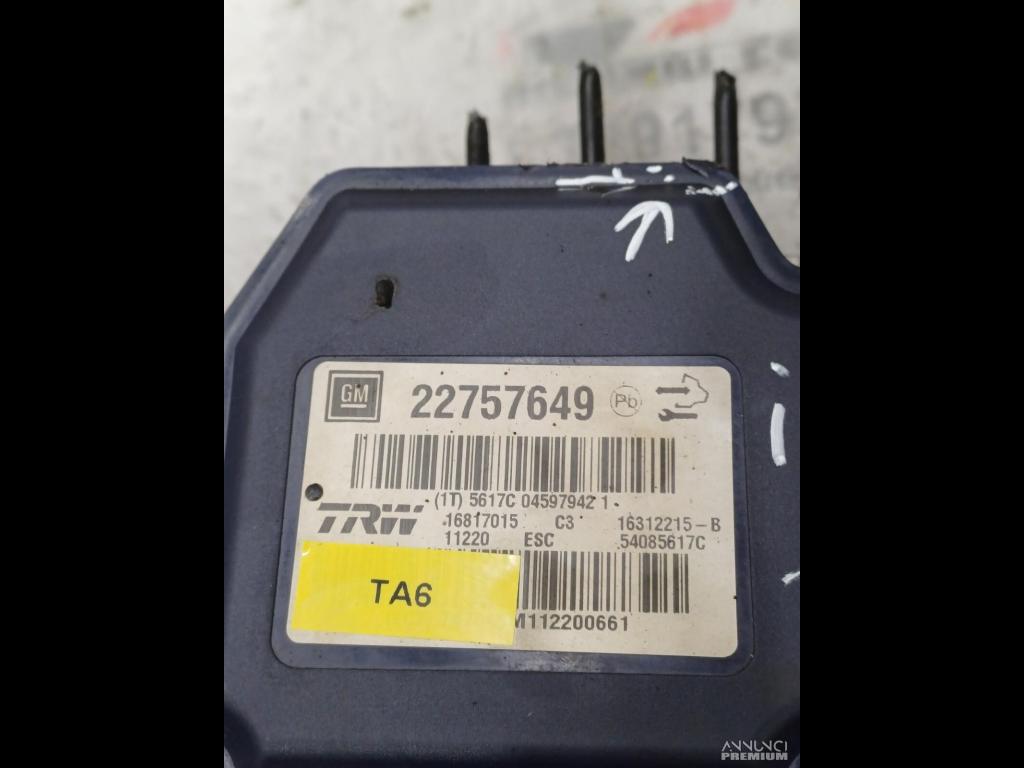 GM 22757649 Pb
(1T) 5617C 04597942 1
TRW 16817015 C3 16312215-B
11220 ESC 54085617C
TA6
M112200661
ANNUNCI
PREMIUM